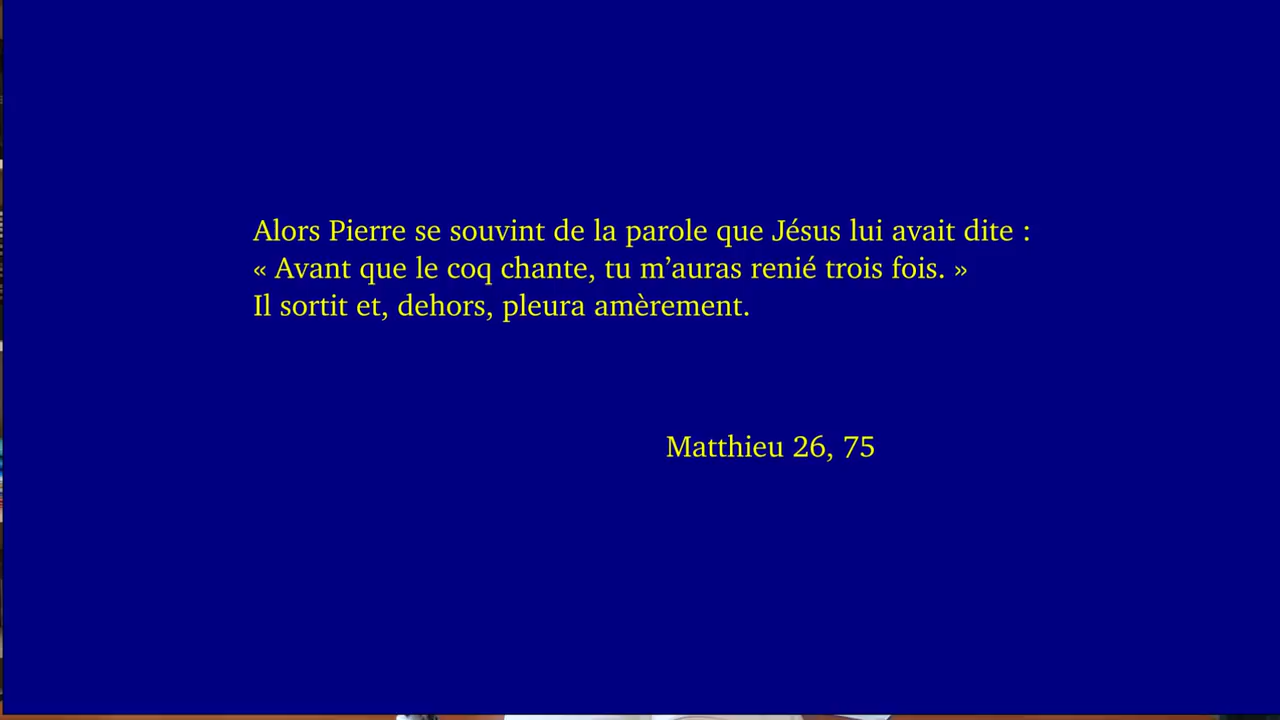 Alors Pierre se souvint de la parole que Jésus lui avait dite :
« Avant que le coq chante, tu m’auras renié trois fois. »
Il sortit et, dehors, pleura amèrement.
Matthieu 26, 75